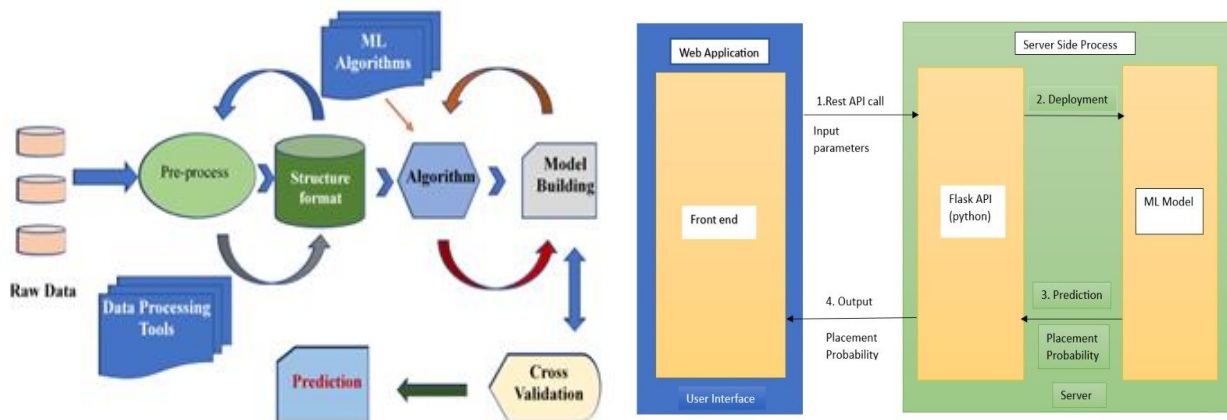 ML
Algorithms
Pre-process
Structure
format
Algorithm
Model
Building
Raw Data
Data Processing
Tools
Prediction
Cross
Validation
Web Application
Front end
User Interface
1.Rest API call
Input
parameters
4. Output
Placement
Probability
Server Side Process
Flask API
(python)
2. Deployment
ML Model
3. Prediction
Placement
Probability
Server